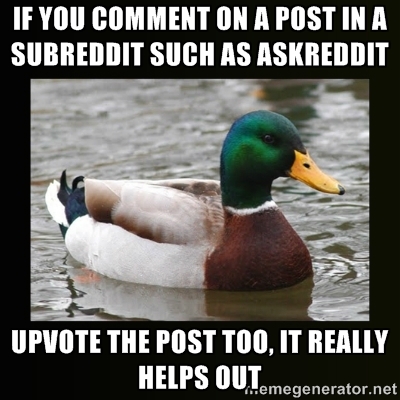 IF YOU COMMENT ON A POST IN A
SUBREDDIT SUCH AS ASKREDDIT
UPVOTE THE POST TOO, IT REALLY
HELPS OUT
memegenerator.net